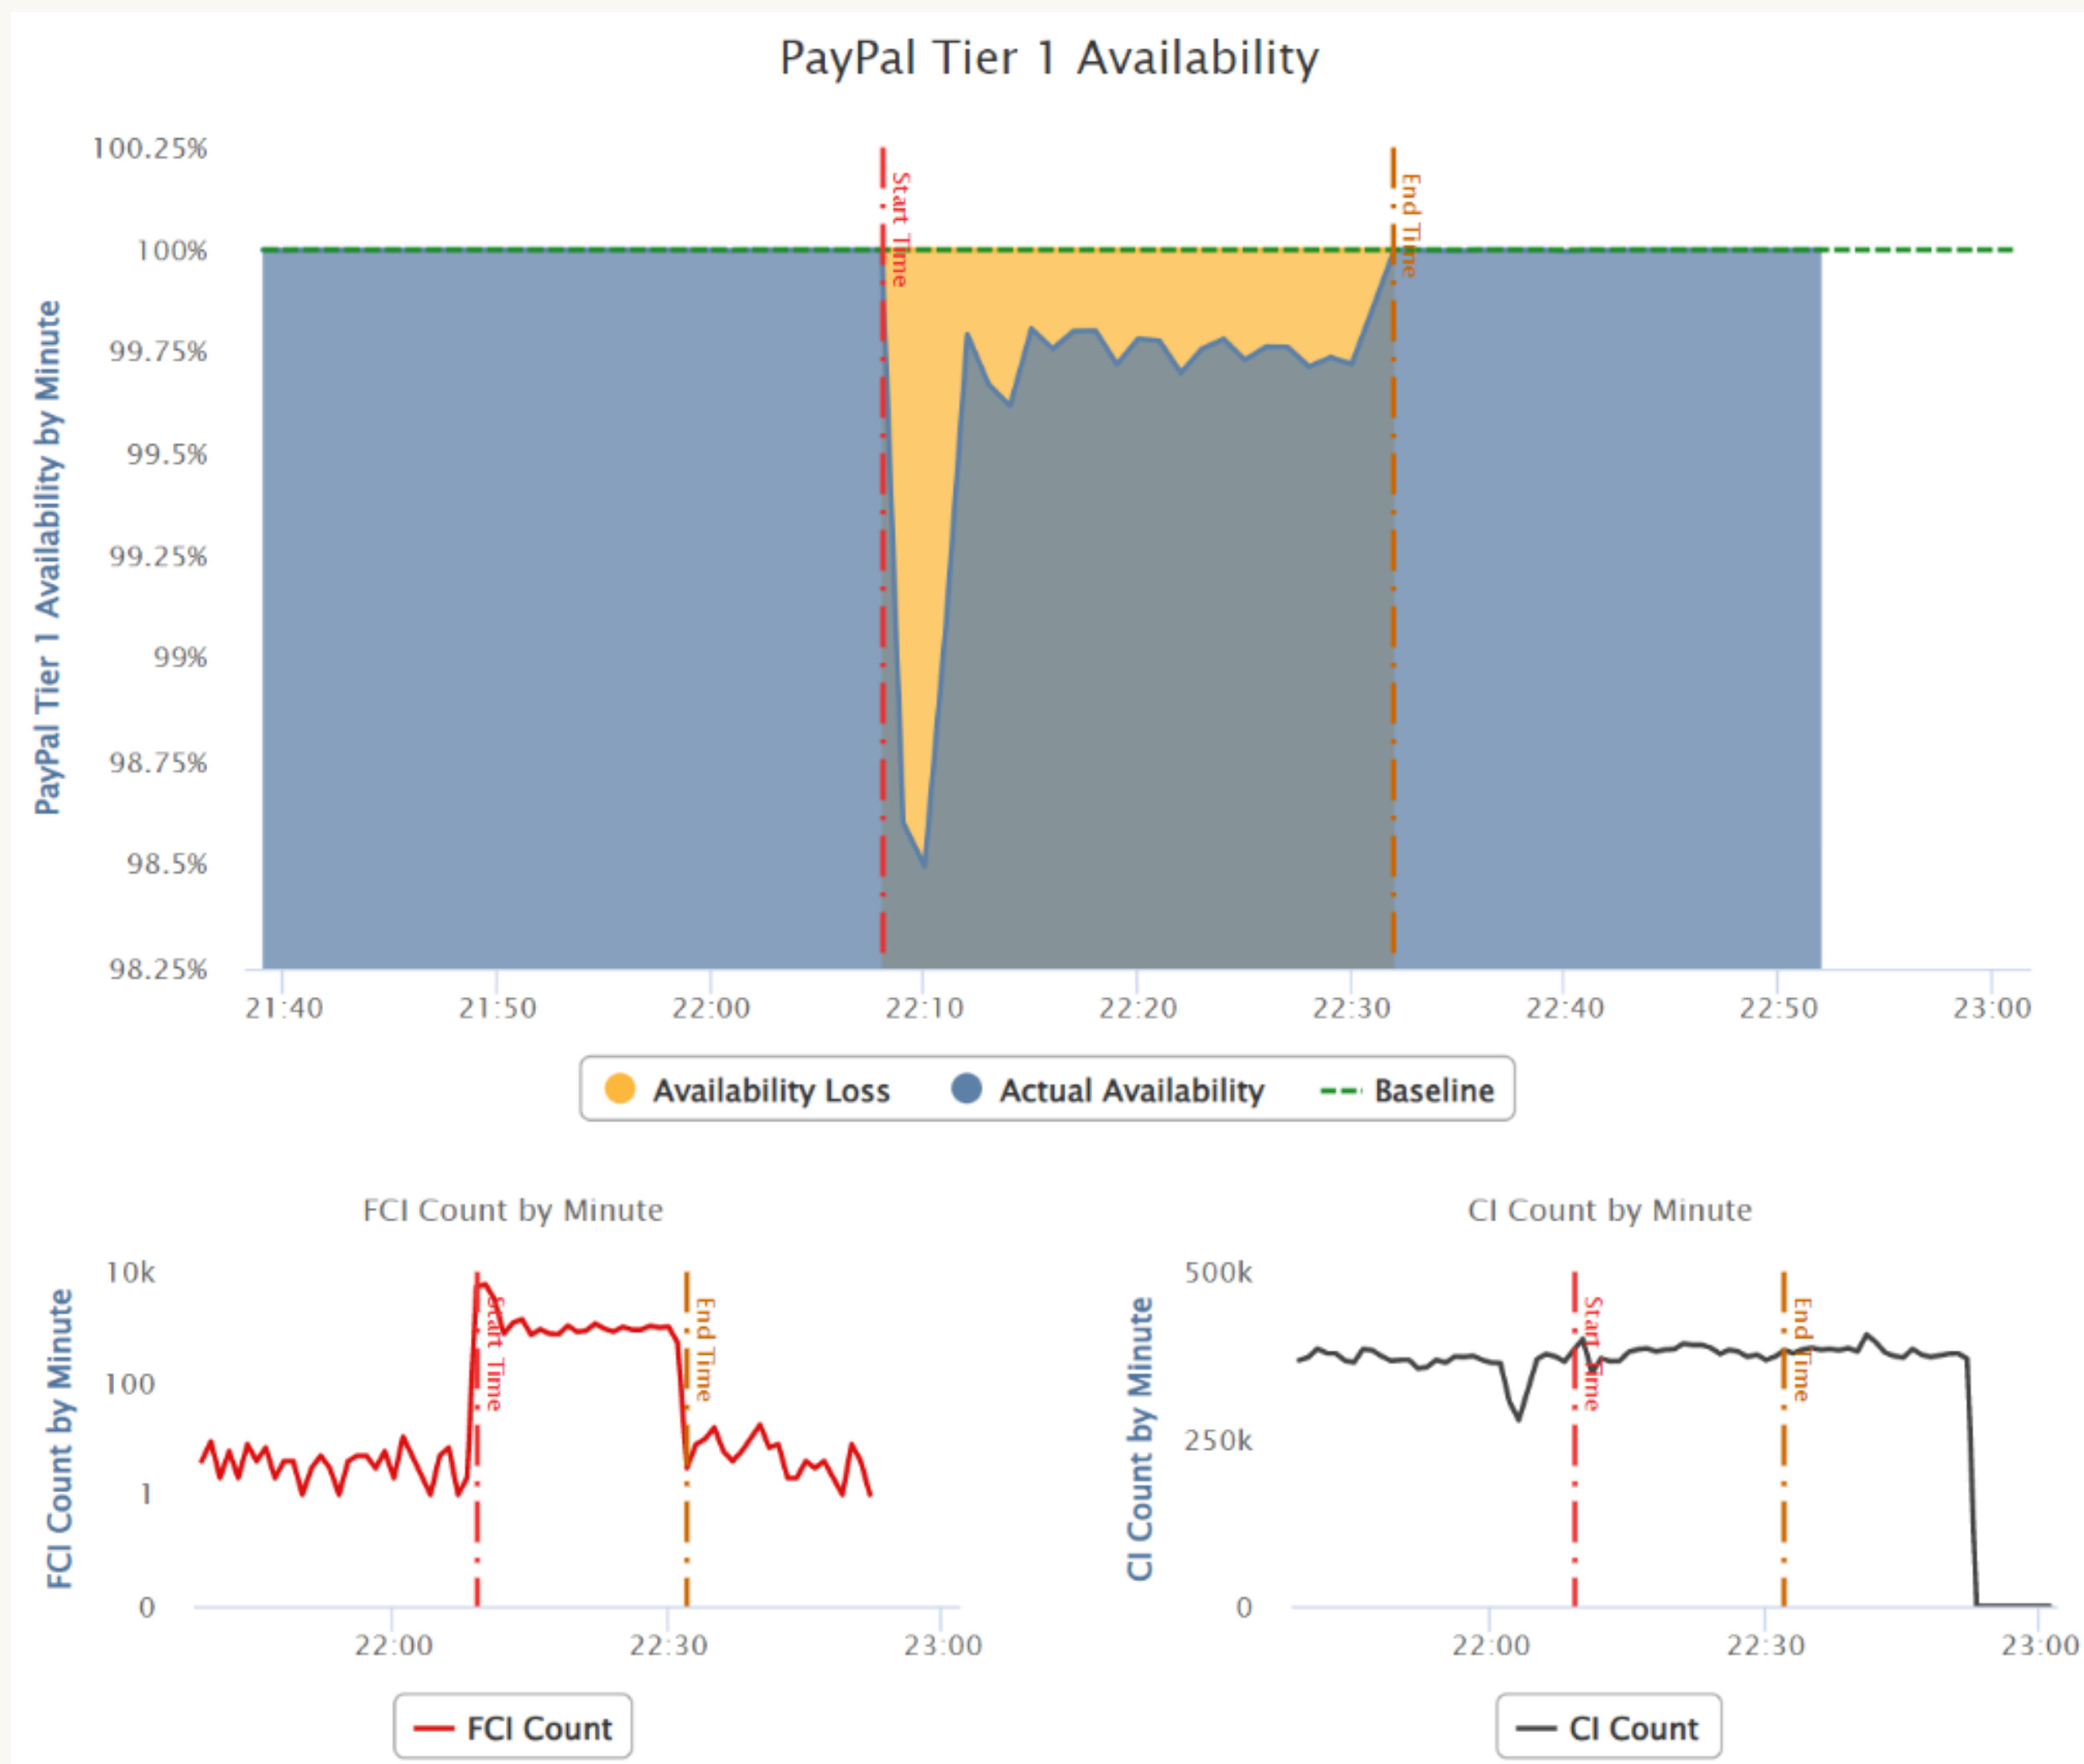 PayPal Tier 1 Availability
PayPal Tier 1 Availability by Minute
100.25%
100%
99.75%
99.5%
99.25%
99%
98.75%
98.5%
98.25%
Start Time
End Time
21:40 21:50 22:00 22:10 22:20 22:30 22:40 22:50 23:00
Availability Loss Actual Availability Baseline
FCI Count by Minute
FCI Count by Minute
10k
100
1
0
Start Time
End Time
22:00 22:30 23:00
FCI Count
CI Count by Minute
CI Count by Minute
500k
250k
0
Start Time
End Time
22:00 22:30 23:00
CI Count